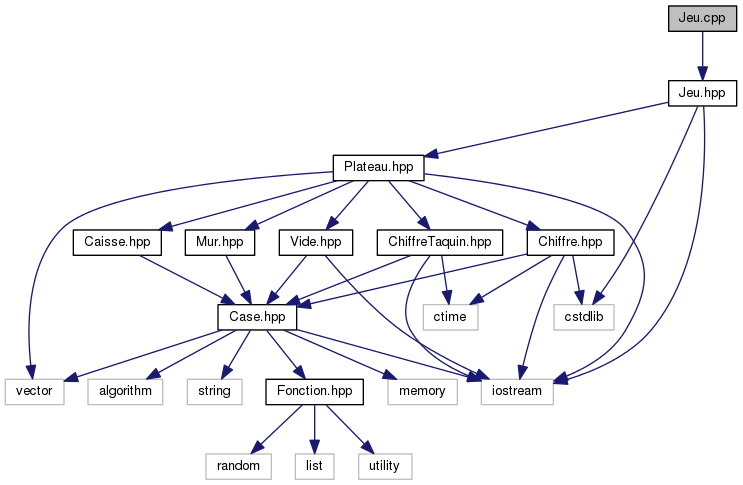 Jeu.cpp
Jeu.hpp
Plateau.hpp
Caisse.hpp
Mur.hpp
Vide.hpp
ChiffreTaquin.hpp
Chiffre.hpp
Case.hpp
ctime
cstdlib
vector
algorithm
string
Fonction.hpp
memory
iostream
random
list
utility